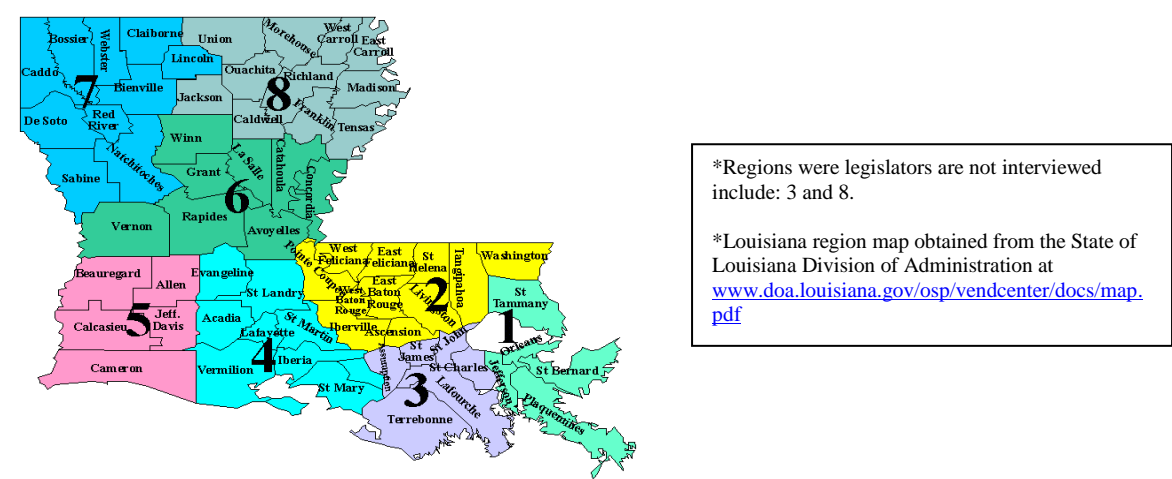 Bossier
Webster
Claiborne
Union
Morehouse
West
Carroll
East
Carroll
Lincoln
Caddo
7
Bienville
Ouachita
Richland
8
Madison
Jackson
De Soto
Red
River
Caldwell
Franklin
Tensas
Winn
Natchitoches
Sabine
Grant
La Salle
Catahoula
Concordia
6
Rapides
Vernon
Avoyelles
Beauregard
Allen
Evangeline
Pointe Coupee
West
Feliciana
East
Feliciana
St
Helena
Tangipahoa
Washington
St Landry
West
Baton
Rouge
East
Baton
Rouge
2
Livingston
St
Tammany
5
Calcasieu
Jeff.
Davis
Acadia
Lafayette
St Martin
Iberville
Ascension
1
Orleans
Cameron
Vermilion
4
Iberia
St Mary
Assumption
St
James
St John
St Charles
3
Lafourche
Terrebonne
Jefferson
St Bernard
Plaquemines
*Regions were legislators are not interviewed
include: 3 and 8.
*Louisiana region map obtained from the State of
Louisiana Division of Administration at
www.doa.louisiana.gov/osp/vendcenter/docs/map.
pdf